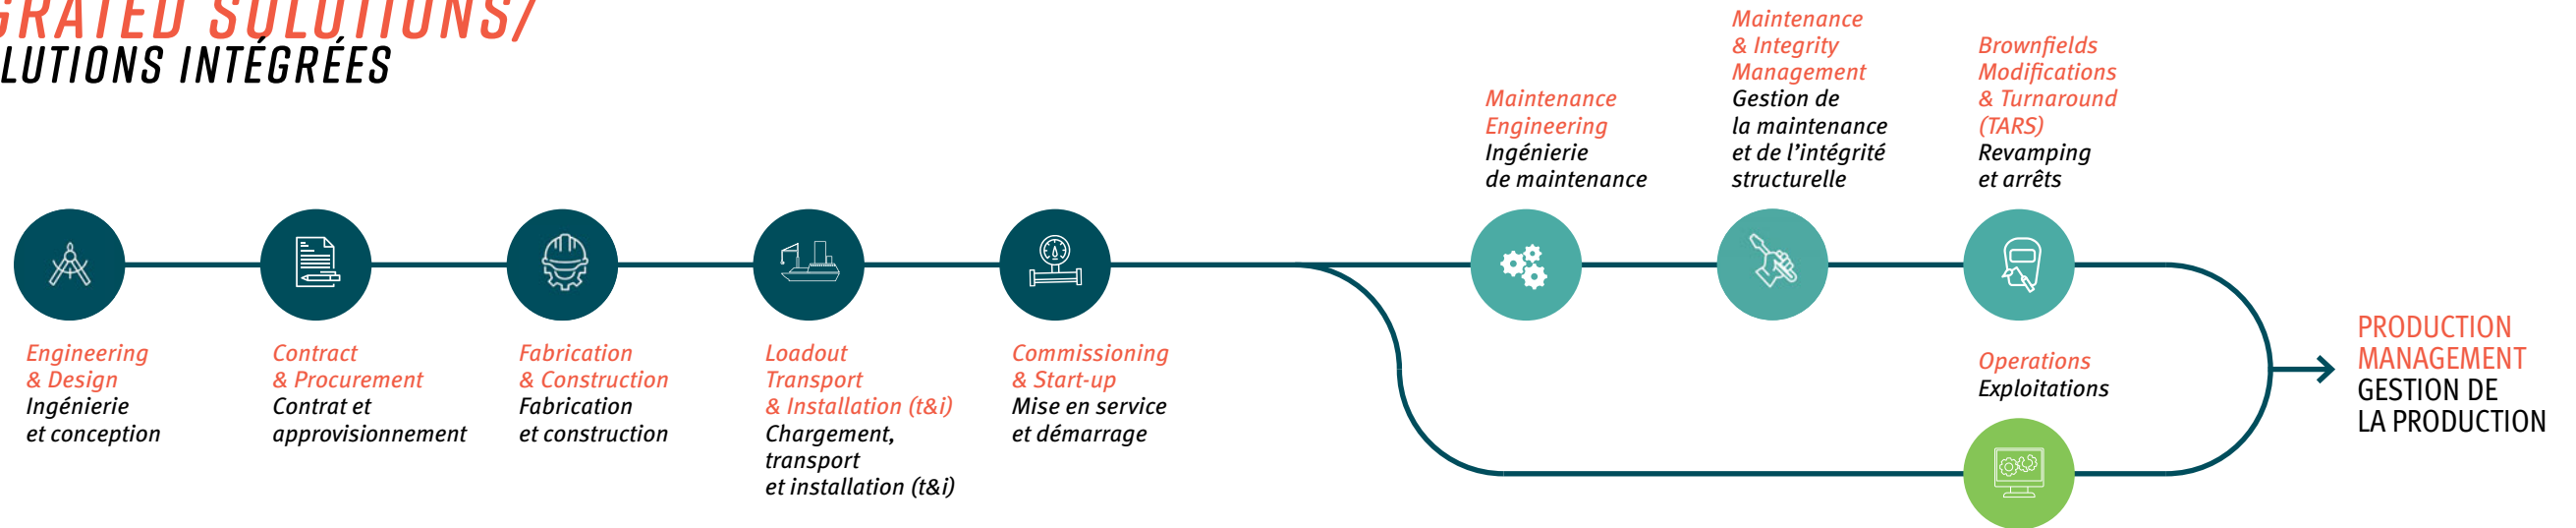 GRATED SOLUTIONS/
LUTIONS INTÉGRÉES
Engineering
& Design
Ingénierie
et conception
Contract
& Procurement
Contrat et
approvisionnement
Fabrication
& Construction
Fabrication
et construction
Loadout
Transport
& Installation (t&i)
Chargement,
transport
et installation (t&i)
Commissioning
& Start-up
Mise en service
et démarrage
Maintenance
Engineering
Ingénierie
de maintenance
Maintenance
& Integrity
Management
Gestion de
la maintenance
et de l’intégrité
structurelle
Brownfields
Modifications
& Turnaround
(TARS)
Revamping
et arrêts
Operations
Exploitations
PRODUCTION
MANAGEMENT
GESTION DE
LA PRODUCTION